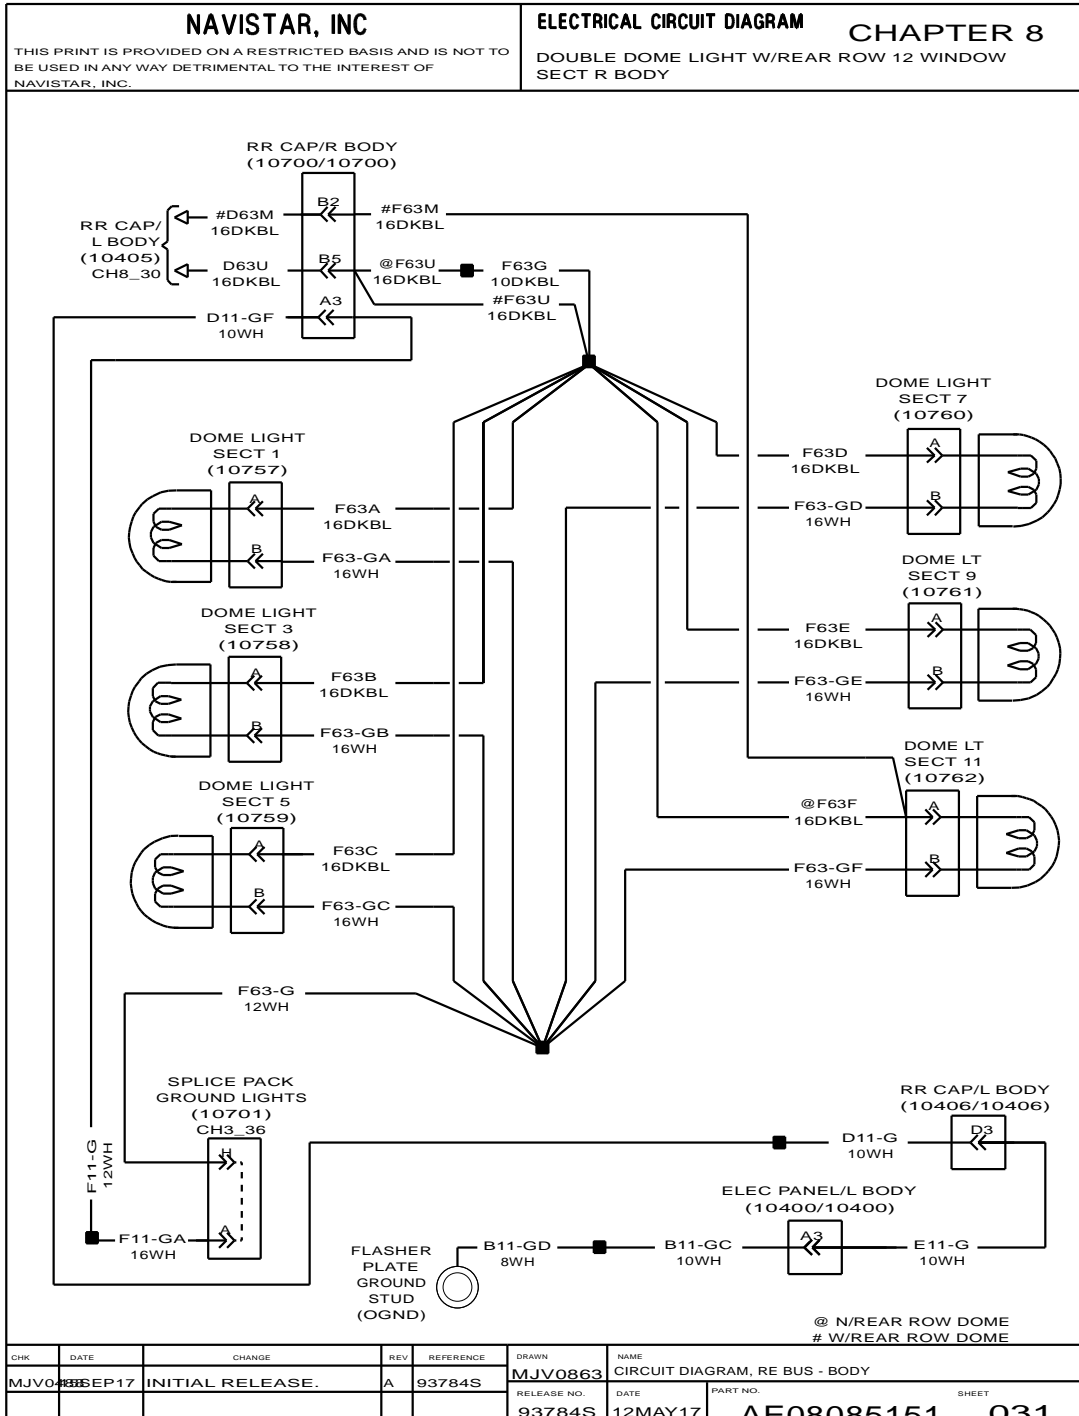 NAVISTAR, INC
THIS PRINT IS PROVIDED ON A RESTRICTED BASIS AND IS NOT TO
BE USED IN ANY WAY DETRIMENTAL TO THE INTEREST OF
NAVISTAR, INC.
ELECTRICAL CIRCUIT DIAGRAM
CHAPTER 8
DOUBLE DOME LIGHT W/REAR ROW 12 WINDOW
SECT R BODY
RR CAP/R BODY
(10700/10700)
RR CAP/
L BODY
(10405)
CH8_30
#D63M
16DKBL
B2
#F63M
16DKBL
D63U
16DKBL
B5
@F63U
16DKBL
F63G
10DKBL
#F63U
16DKBL
D11-GF
10WH
A3
DOME LIGHT
SECT 1
(10757)
A
F63A
16DKBL
B
F63-GA
16WH
DOME LIGHT
SECT 3
(10758)
A
F63B
16DKBL
B
F63-GB
16WH
DOME LIGHT
SECT 5
(10759)
A
F63C
16DKBL
B
F63-GC
16WH
DOME LIGHT
SECT 7
(10760)
F63D
16DKBL
A
F63-GD
16WH
B
DOME LT
SECT 9
(10761)
F63E
16DKBL
A
F63-GE
16WH
B
DOME LT
SECT 11
(10762)
@F63F
16DKBL
A
F63-GF
16WH
B
F63-G
12WH
SPLICE PACK
GROUND LIGHTS
(10701)
CH3_36
H
A
F11-G
12WH
F11-GA
16WH
RR CAP/L BODY
(10406/10406)
D11-G
10WH
D3
ELEC PANEL/L BODY
(10400/10400)
FLASHER
PLATE
GROUND
STUD
(OGND)
B11-GD
8WH
B11-GC
10WH
A3
E11-G
10WH
@ N/REAR ROW DOME
# W/REAR ROW DOME
CHK DATE CHANGE REV REFERENCE
SEP17 INITIAL RELEASE. A 93784S
DRAWN
MJV0863
NAME
CIRCUIT DIAGRAM, RE BUS - BODY
RELEASE NO.
93784S
DATE
12MAY17
PART NO.
AE08085151
SHEET
031